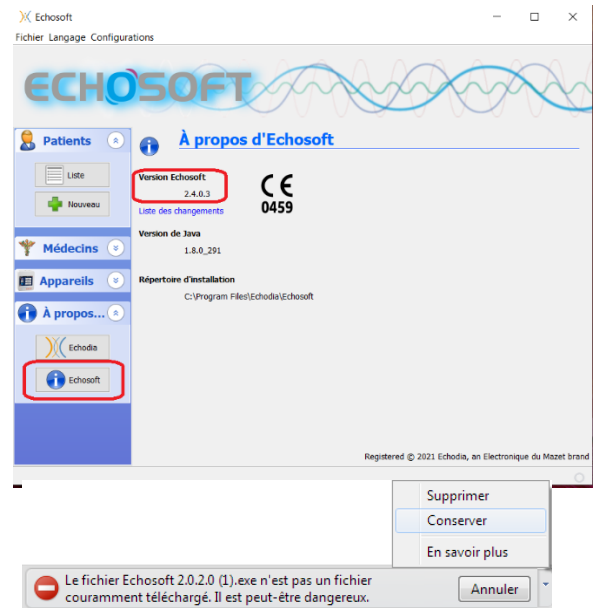 Echosoft
Fichier Langage Configurations
ECHOSOFT
Patients
Liste
Nouveau
Médecins
Appareils
À propos...
Echodia
Echosoft
À propos d'Echosoft
Version Echosoft
2.4.0.3
Liste des changements
CE
0459
Version de Java
1.8.0_291
Répertoire d'installation
C:\Program Files\Echodia\Echosoft
Registered © 2021 Echodia, an Electronique du Mazet brand
Supprimer
Conserver
En savoir plus
Le fichier Echosoft 2.0.2.0 (1).exe n'est pas un fichier
couramment téléchargé. Il est peut-être dangereux.
Annuler